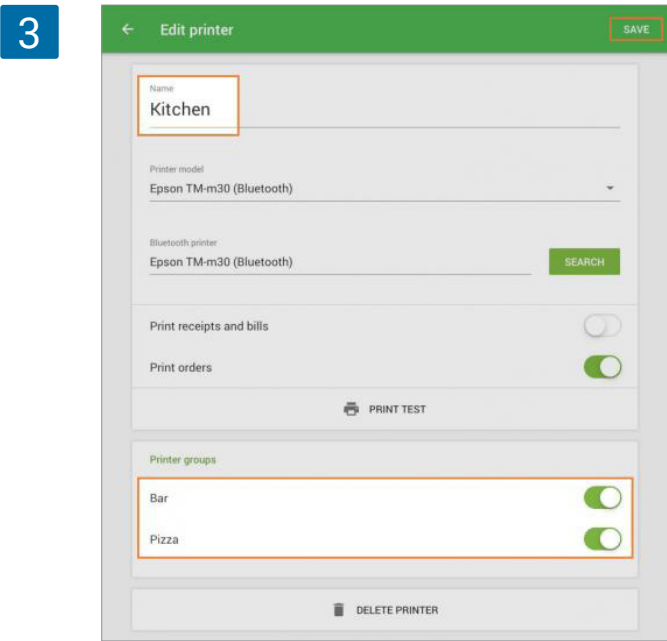 3
Edit printer
SAVE
Name
Kitchen
Printer model
Epson TM-m30 (Bluetooth)
Bluetooth printer
Epson TM-m30 (Bluetooth)
SEARCH
Print receipts and bills
Print orders
PRINT TEST
Printer groups
Bar
Pizza
DELETE PRINTER